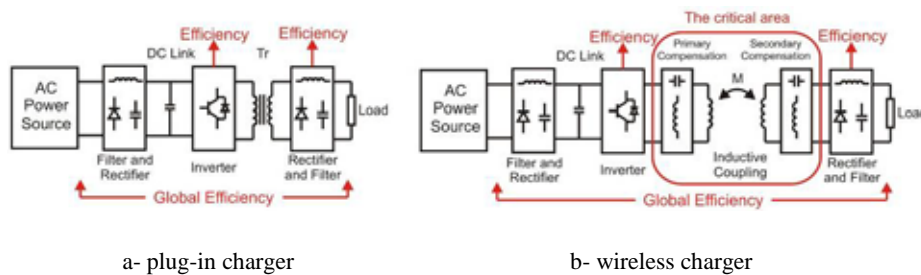 Efficiency
Efficiency
DC Link
Tr
AC
Power
Source
Load
Filter and
Rectifier
Inverter
Rectifier
and Filter
Global Efficiency
a- plug-in charger
The critical area
Efficiency
Efficiency
DC Link
Primary
Compensation
Secondary
Compensation
M
AC
Power
Source
Load
Filter and
Rectifier
Inverter
Inductive
Coupling
Rectifier
and Filter
Global Efficiency
b- wireless charger